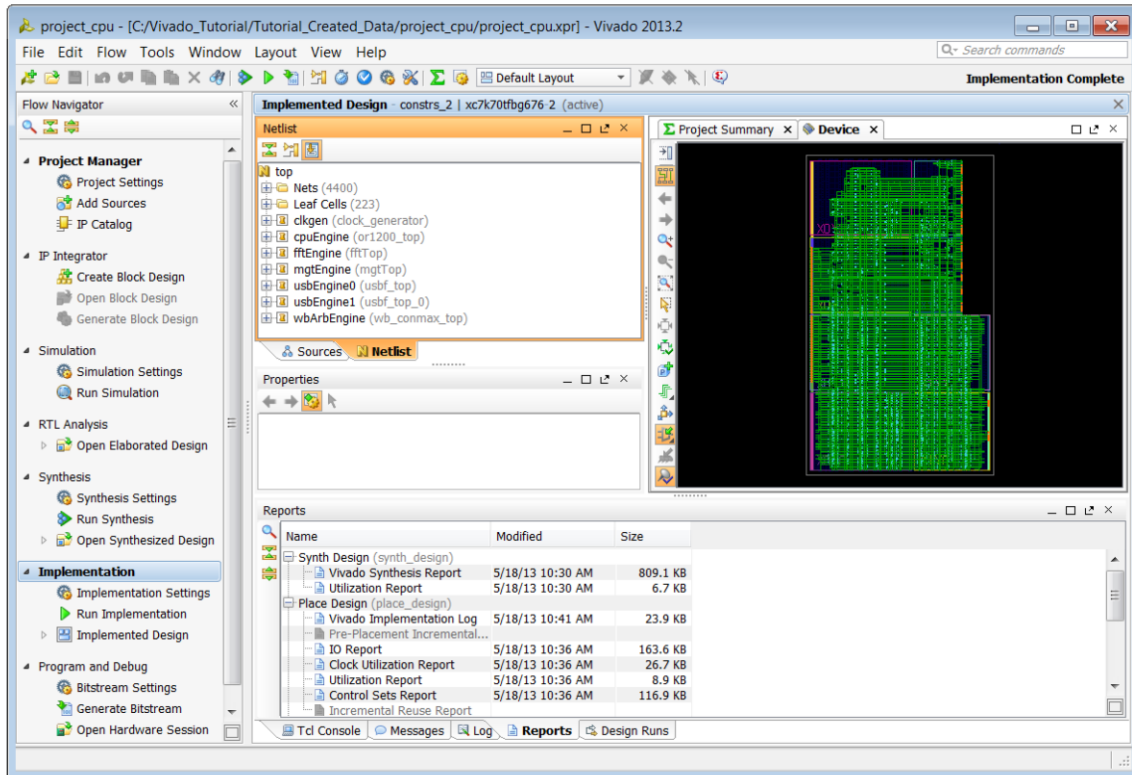 project_cpu - [C:/Vivado_Tutorial/Tutorial_Created_Data/project_cpu/project_cpu.xpr] - Vivado 2013.2
File Edit Flow Tools Window Layout View Help
Search commands
Default Layout
Implementation Complete
Flow Navigator
Project Manager
Project Settings
Add Sources
IP Catalog
IP Integrator
Create Block Design
Open Block Design
Generate Block Design
Simulation
Simulation Settings
Run Simulation
RTL Analysis
Open Elaborated Design
Synthesis
Synthesis Settings
Run Synthesis
Open Synthesized Design
Implementation
Implementation Settings
Run Implementation
Implemented Design
Program and Debug
Bitstream Settings
Generate Bitstream
Open Hardware Session
Implemented Design - constrs_2 | xc7k70tfbg676-2 (active)
Netlist
top
Nets (4400)
Leaf Cells (223)
clkgen (clock_generator)
cpuEngine (or1200_top)
fftEngine (fftTop)
mgtEngine (mgtTop)
usbEngine0 (usbf_top)
usbEngine1 (usbf_top_0)
wbArbEngine (wb_conmax_top)
Sources Netlist
Properties
Project Summary Device
Reports
Name Modified Size
Synth Design (synth_design)
Vivado Synthesis Report 5/18/13 10:30 AM 809.1 KB
Utilization Report 5/18/13 10:30 AM 6.7 KB
Place Design (place_design)
Vivado Implementation Log 5/18/13 10:41 AM 23.9 KB
Pre-Placement Incremental...
IO Report 5/18/13 10:36 AM 163.6 KB
Clock Utilization Report 5/18/13 10:36 AM 26.7 KB
Utilization Report 5/18/13 10:36 AM 8.9 KB
Control Sets Report 5/18/13 10:36 AM 116.9 KB
Incremental Reuse Report
Tcl Console Messages Log Reports Design Runs